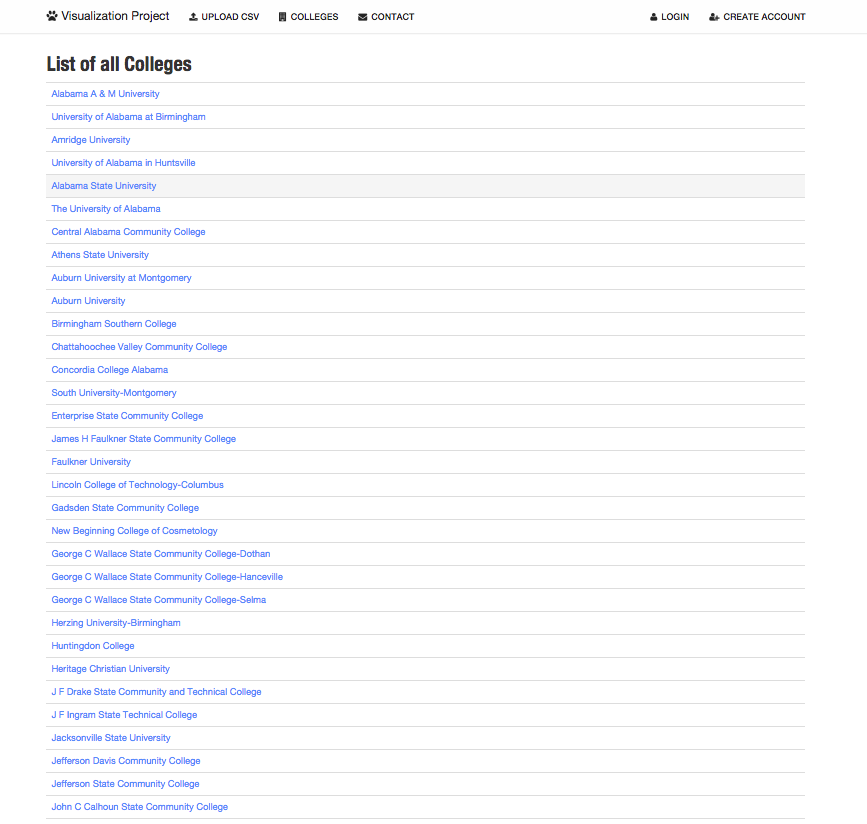 Visualization Project UPLOAD CSV COLLEGES CONTACT LOGIN CREATE ACCOUNT
List of all Colleges
Alabama A & M University
University of Alabama at Birmingham
Amridge University
University of Alabama in Huntsville
Alabama State University
The University of Alabama
Central Alabama Community College
Athens State University
Auburn University at Montgomery
Auburn University
Birmingham Southern College
Chattahoochee Valley Community College
Concordia College Alabama
South University-Montgomery
Enterprise State Community College
James H Faulkner State Community College
Faulkner University
Lincoln College of Technology-Columbus
Gadsden State Community College
New Beginning College of Cosmetology
George C Wallace State Community College-Dothan
George C Wallace State Community College-Hanceville
George C Wallace State Community College-Selma
Herzing University-Birmingham
Huntingdon College
Heritage Christian University
J F Drake State Community and Technical College
J F Ingram State Technical College
Jacksonville State University
Jefferson Davis Community College
Jefferson State Community College
John C Calhoun State Community College